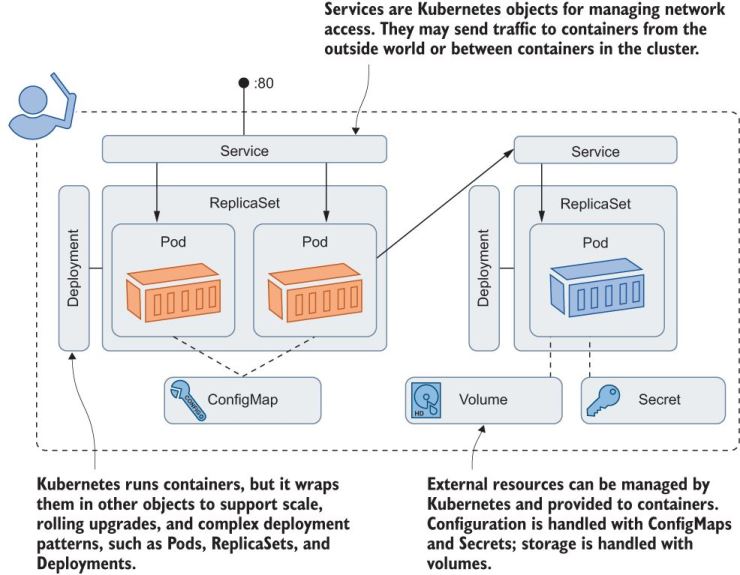 Services are Kubernetes objects for managing network
access. They may send traffic to containers from the
outside world or between containers in the cluster.
:80
Service
Service
ReplicaSet
ReplicaSet
Deployment
Pod
Pod
Deployment
Pod
CONFIG
ConfigMap
HD
Volume
Secret
Kubernetes runs containers, but it wraps
them in other objects to support scale,
rolling upgrades, and complex deployment
patterns, such as Pods, ReplicaSets, and
Deployments.
External resources can be managed by
Kubernetes and provided to containers.
Configuration is handled with ConfigMaps
and Secrets; storage is handled with
volumes.